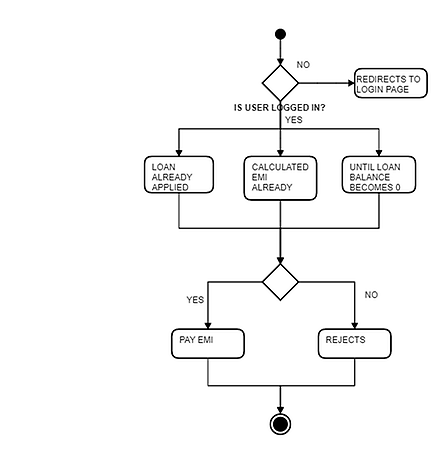 NO
REDIRECTS TO
LOGIN PAGE
IS USER LOGGED IN?
YES
LOAN
ALREADY
APPLIED
CALCULATED
EMI
ALREADY
UNTIL LOAN
BALANCE
BECOMES 0
YES
NO
PAY EMI
REJECTS